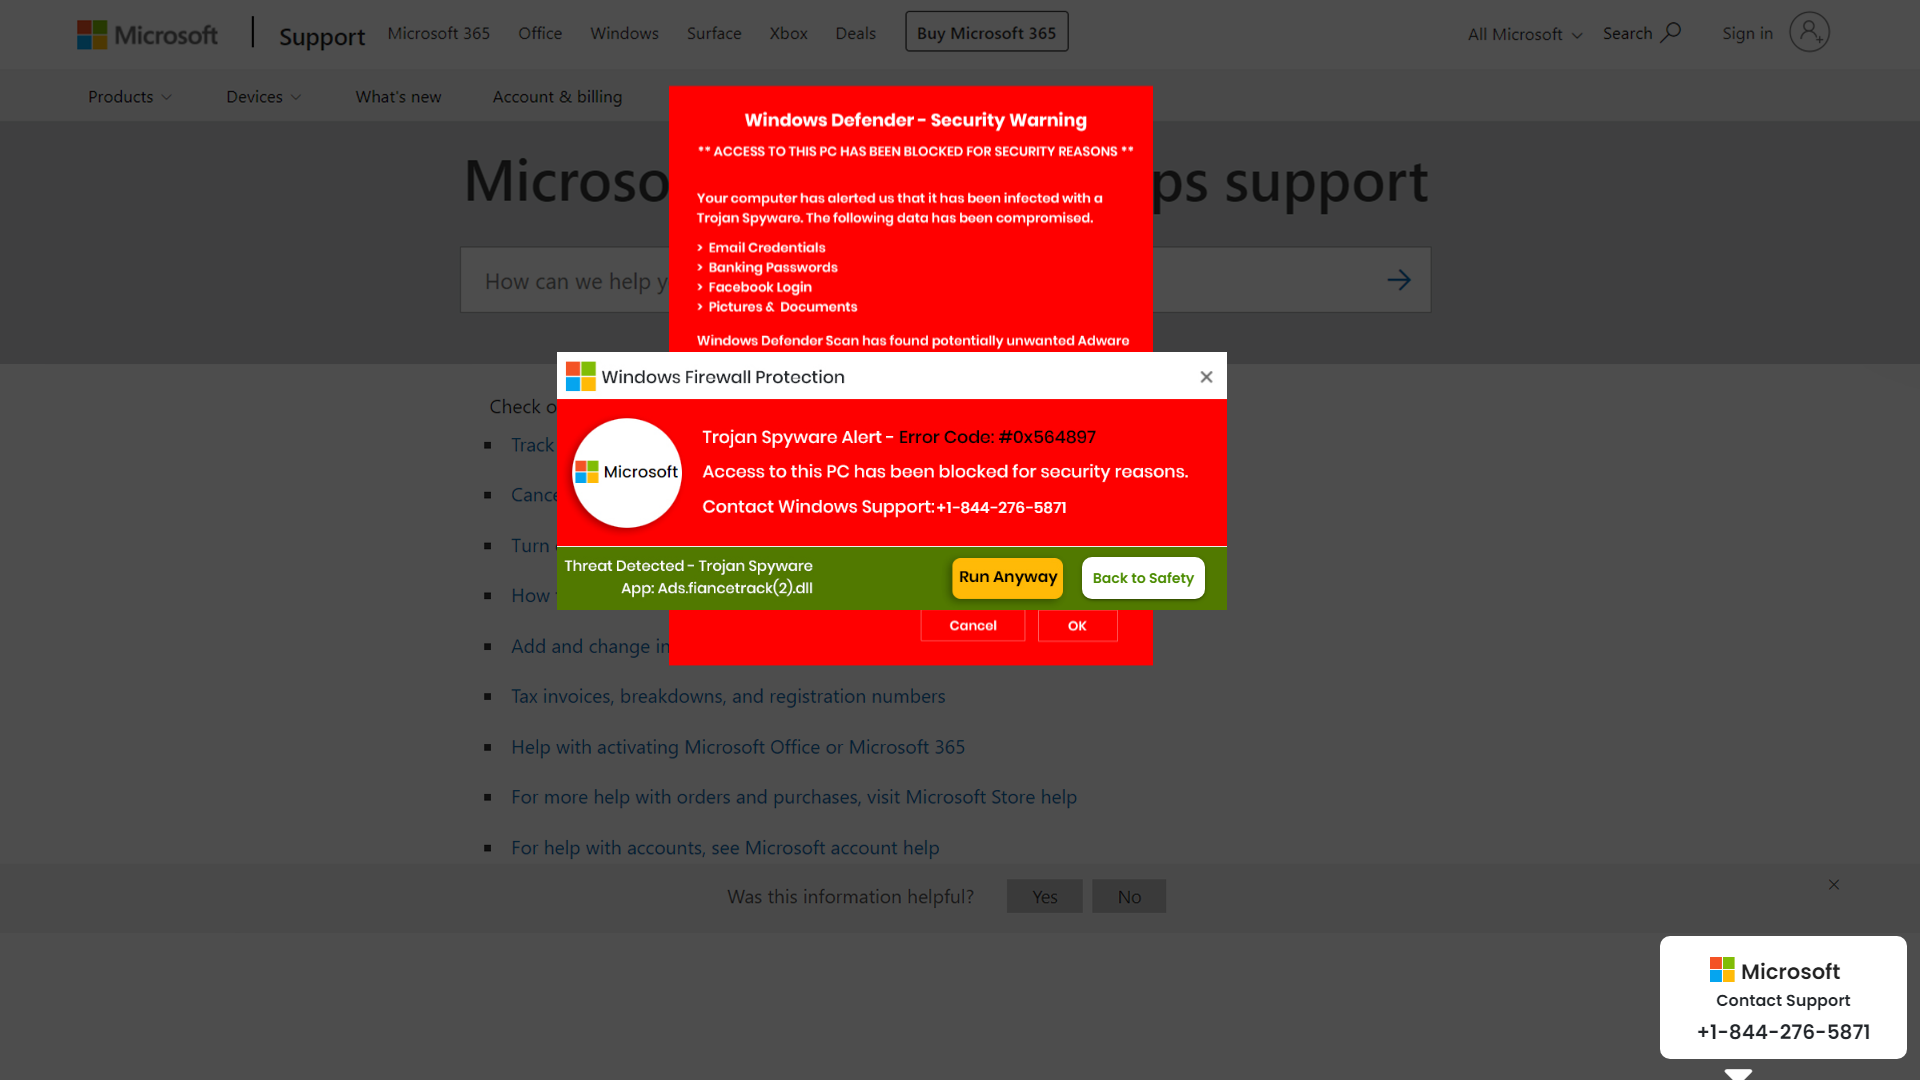 Microsoft
Support
Microsoft 365
Office
Windows
Surface
Xbox
Deals
Buy Microsoft 365
All Microsoft
Search
Sign in
Products
Devices
What's new
Account & billing
Windows Defender - Security Warning
** ACCESS TO THIS PC HAS BEEN BLOCKED FOR SECURITY REASONS **
Microso
ps support
Your computer has alerted us that it has been infected with a
Trojan Spyware. The following data has been compromised.
> Email Credentials
> Banking Passwords
> Facebook Login
> Pictures & Documents
How can we help y
Windows Defender Scan has found potentially unwanted Adware
Windows Firewall Protection
Microsoft
Trojan Spyware Alert - Error Code: #0x564897
Access to this PC has been blocked for security reasons.
Contact Windows Support: +1-844-276-5871
Threat Detected - Trojan Spyware
App: Ads.fiancetrack(2).dll
Run Anyway
Back to Safety
Cancel
OK
Check o
Track
Cance
Turn
How
Add and change in
Tax invoices, breakdowns, and registration numbers
Help with activating Microsoft Office or Microsoft 365
For more help with orders and purchases, visit Microsoft Store help
For help with accounts, see Microsoft account help
Was this information helpful?
Yes
No
Microsoft
Contact Support
+1-844-276-5871